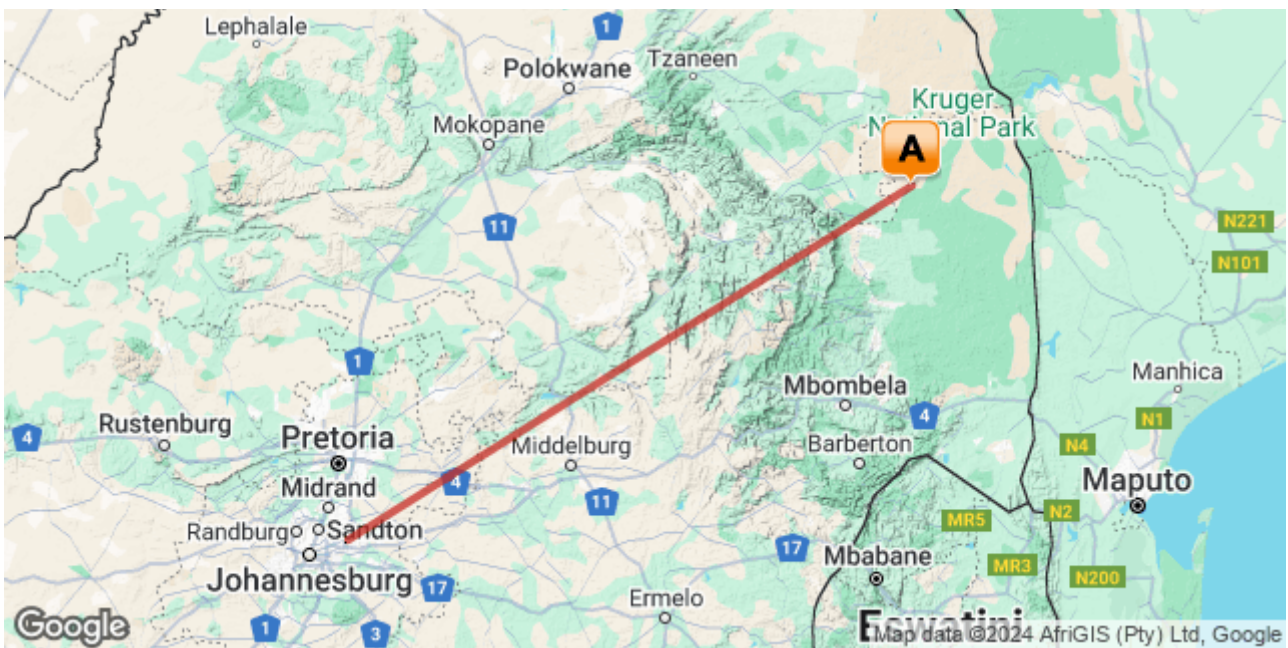 Lephalale
1
Tzaneen
Polokwane
Mokopane
Kruger
National Park
A
11
N221
N101
1
Manhica
Mbombela
4
N1
Rustenburg
4
Pretoria
Middelburg
Barberton
N4
4
Midrand
Maputo
11
Randburg
Sandton
MR5
N2
Johannesburg
17
Mbabane
MR3
17
N200
Ermelo
1
3
Eswatini
Google
Map data ©2024 AfriGIS (Pty) Ltd, Google